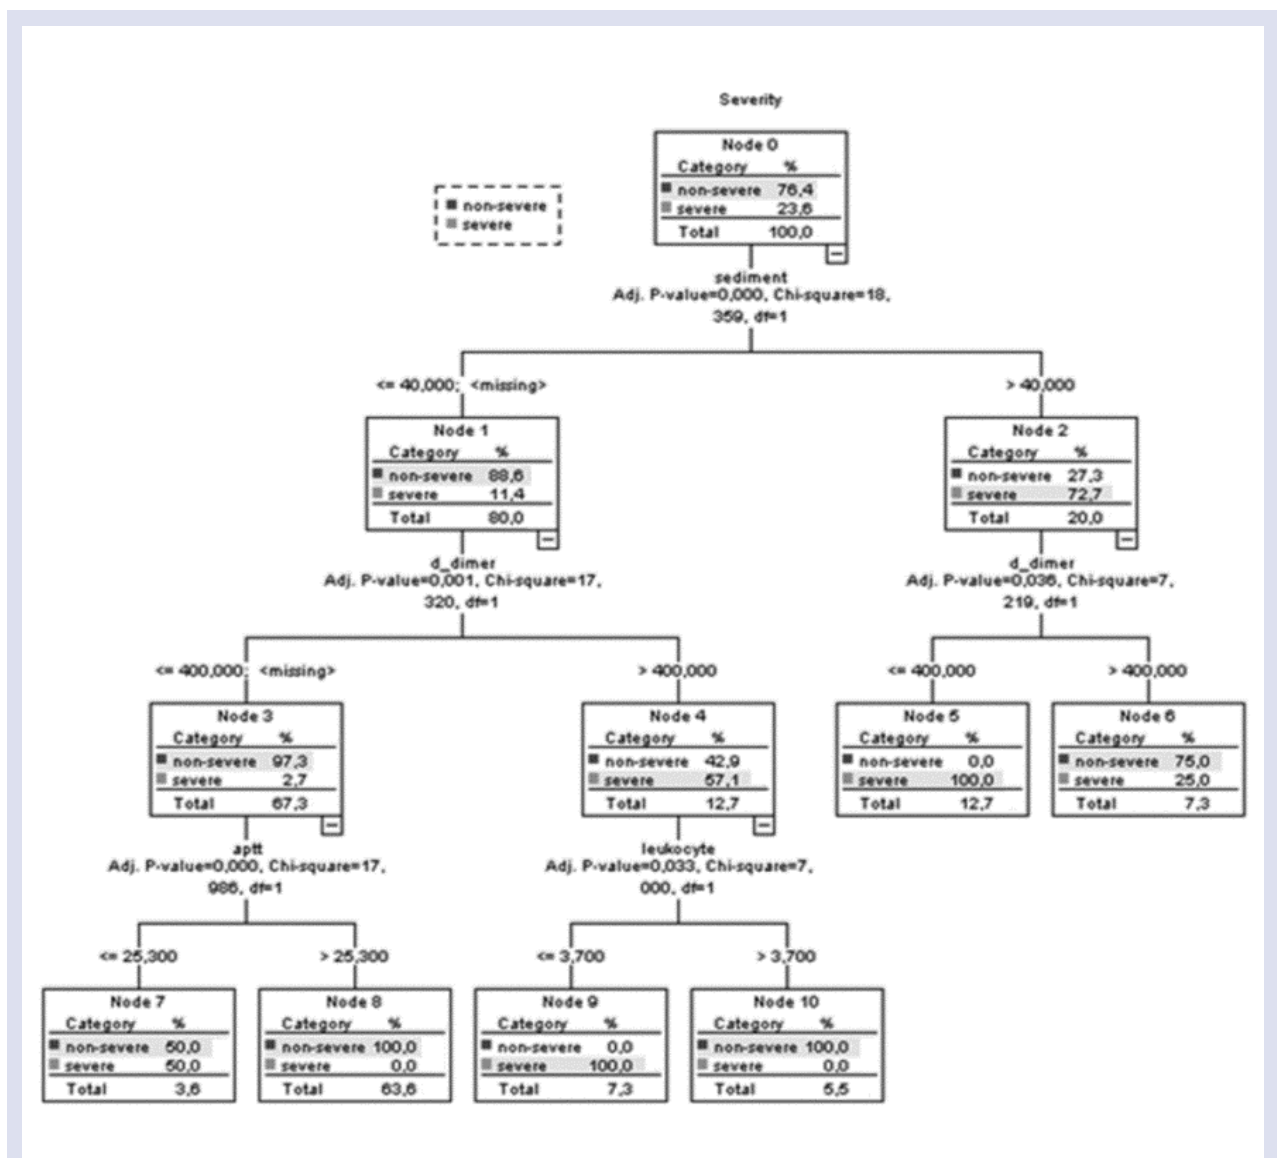 Severity
Node 0
Category %
non-severe 76,4
severe 23,6
Total 100,0
non-severe
severe
sediment
Adj. P-value=0,000, Chi-square=18,
359, df=1
<= 40,000; <missing>
> 40,000
Node 1
Category %
non-severe 88,6
severe 11,4
Total 80,0
Node 2
Category %
non-severe 27,3
severe 72,7
Total 20,0
d_dimer
Adj. P-value=0,001, Chi-square=17,
320, df=1
d_dimer
Adj. P-value=0,036, Chi-square=7,
219, df=1
<= 400,000; <missing>
> 400,000
<= 400,000
> 400,000
Node 3
Category %
non-severe 97,3
severe 2,7
Total 67,3
Node 4
Category %
non-severe 42,9
severe 57,1
Total 12,7
Node 5
Category %
non-severe 0,0
severe 100,0
Total 12,7
Node 6
Category %
non-severe 75,0
severe 25,0
Total 7,3
aptt
Adj. P-value=0,000, Chi-square=17,
986, df=1
leukocyte
Adj. P-value=0,033, Chi-square=7,
000, df=1
<= 25,300
> 25,300
<= 3,700
> 3,700
Node 7
Category %
non-severe 50,0
severe 50,0
Total 3,6
Node 8
Category %
non-severe 100,0
severe 0,0
Total 63,6
Node 9
Category %
non-severe 0,0
severe 100,0
Total 7,3
Node 10
Category %
non-severe 100,0
severe 0,0
Total 5,5